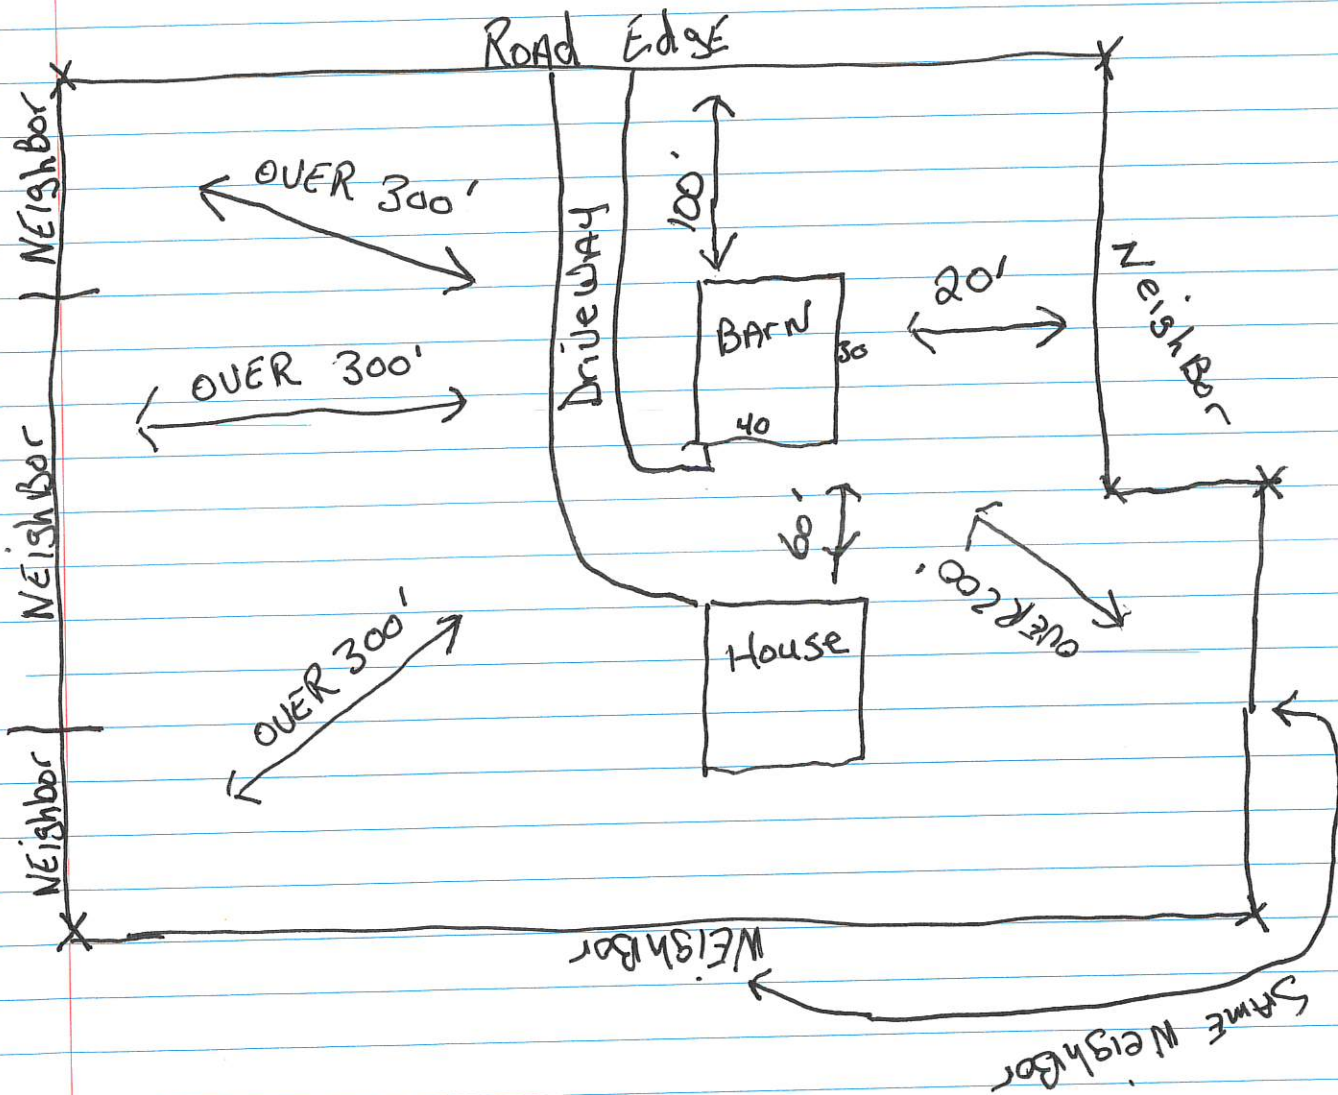 Road Edge
NEighBor
OVER 300'
100'
DriveWAY
20'
NeighBor
BArN
30
40
OVER 300'
NEighBor
60'
OVER 200'
OVER 300'
House
NEighbor
NEighBor
SAmE NeighBor